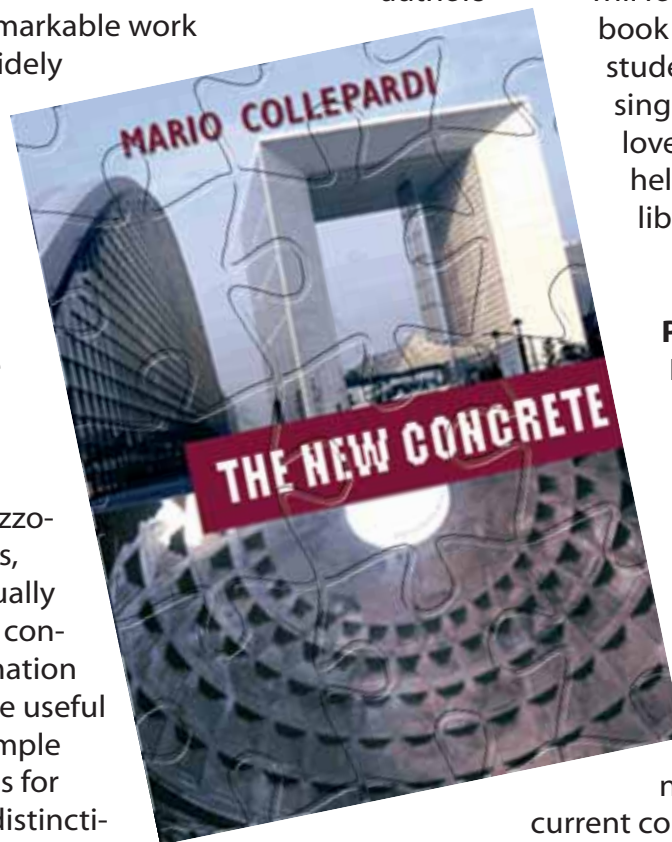 markable work
idely
book
stude
sing
love
hel
lib
MARIO COLLEPARDI
THE NEW CONCRETE
zzo-
s,
ually
con-
nation
e useful
mple
s for
distincti-
current co